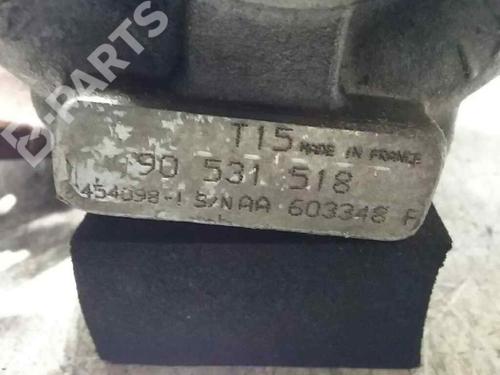 B-PARTS
T15 MADE IN FRANCE
90 531 518
454098-1 S/N AA 603348 F